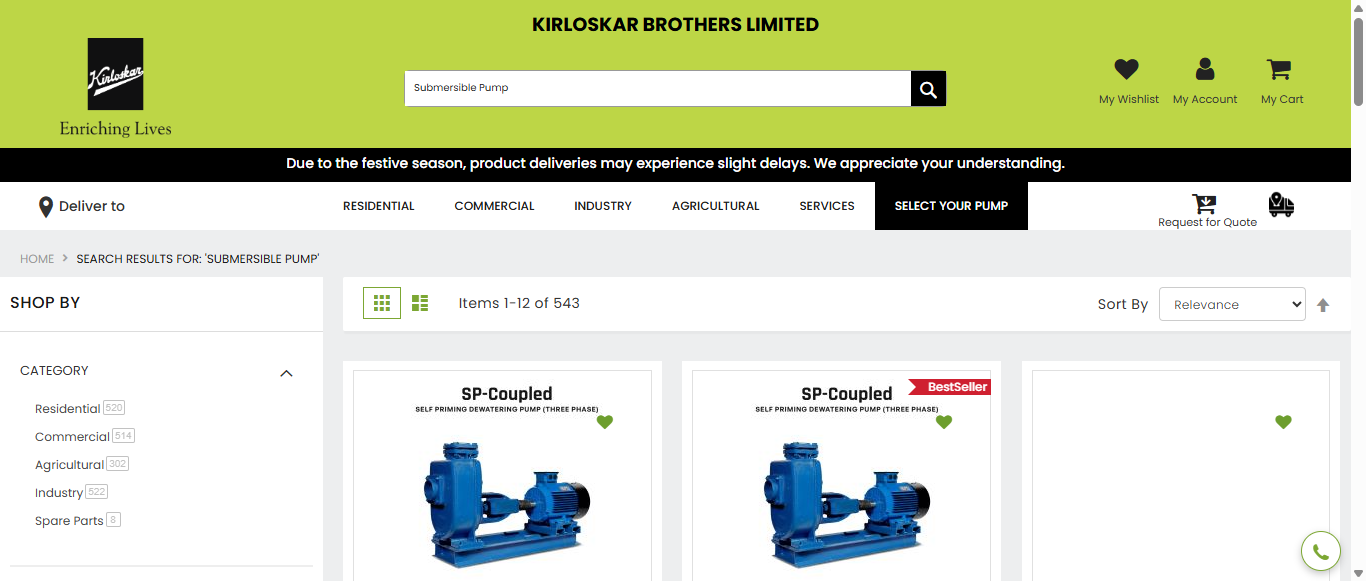 KIRLOSKAR BROTHERS LIMITED
Kirloskar
Enriching Lives
Submersible Pump
My Wishlist
My Account
My Cart
Due to the festive season, product deliveries may experience slight delays. We appreciate your understanding.
Deliver to
RESIDENTIAL
COMMERCIAL
INDUSTRY
AGRICULTURAL
SERVICES
SELECT YOUR PUMP
Request for Quote
HOME > SEARCH RESULTS FOR: 'SUBMERSIBLE PUMP'
SHOP BY
Items 1-12 of 543
Sort By
Relevance
CATEGORY
Residential 520
Commercial 514
Agricultural 302
Industry 522
Spare Parts 8
SP-Coupled
SELF PRIMING DEWATERING PUMP (THREE PHASE)
BestSeller
SP-Coupled
SELF PRIMING DEWATERING PUMP (THREE PHASE)